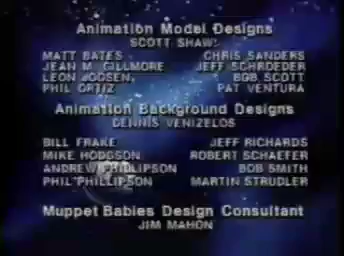 Animation Model Designs
SCOTT SHAW!
MATT BATES CHRIS SANDERS
JEAN M. GILLMORE JEFF SCHROEDER
LEON JOOSEN BOB SCOTT
PHIL ORTIZ PAT VENTURA
Animation Background Designs
DENNIS VENIZELOS
BILL FRAKE JEFF RICHARDS
MIKE HODGSON ROBERT SCHAEFER
ANDREW PHILLIPSON BOB SMITH
PHIL PHILLIPSON MARTIN STRUDLER
Muppet Babies Design Consultant
JIM MAHON